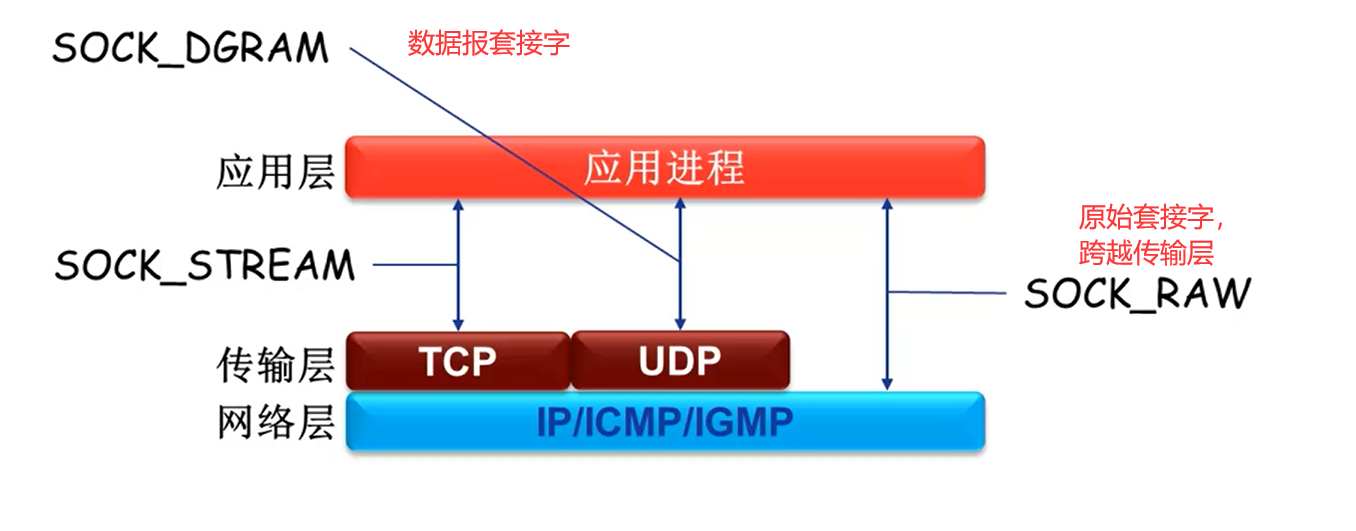 SOCK_DGRAM
数据报套接字
应用层
应用进程
原始套接字，
跨越传输层
SOCK_STREAM
SOCK_RAW
传输层
TCP
UDP
网络层
IP/ICMP/IGMP